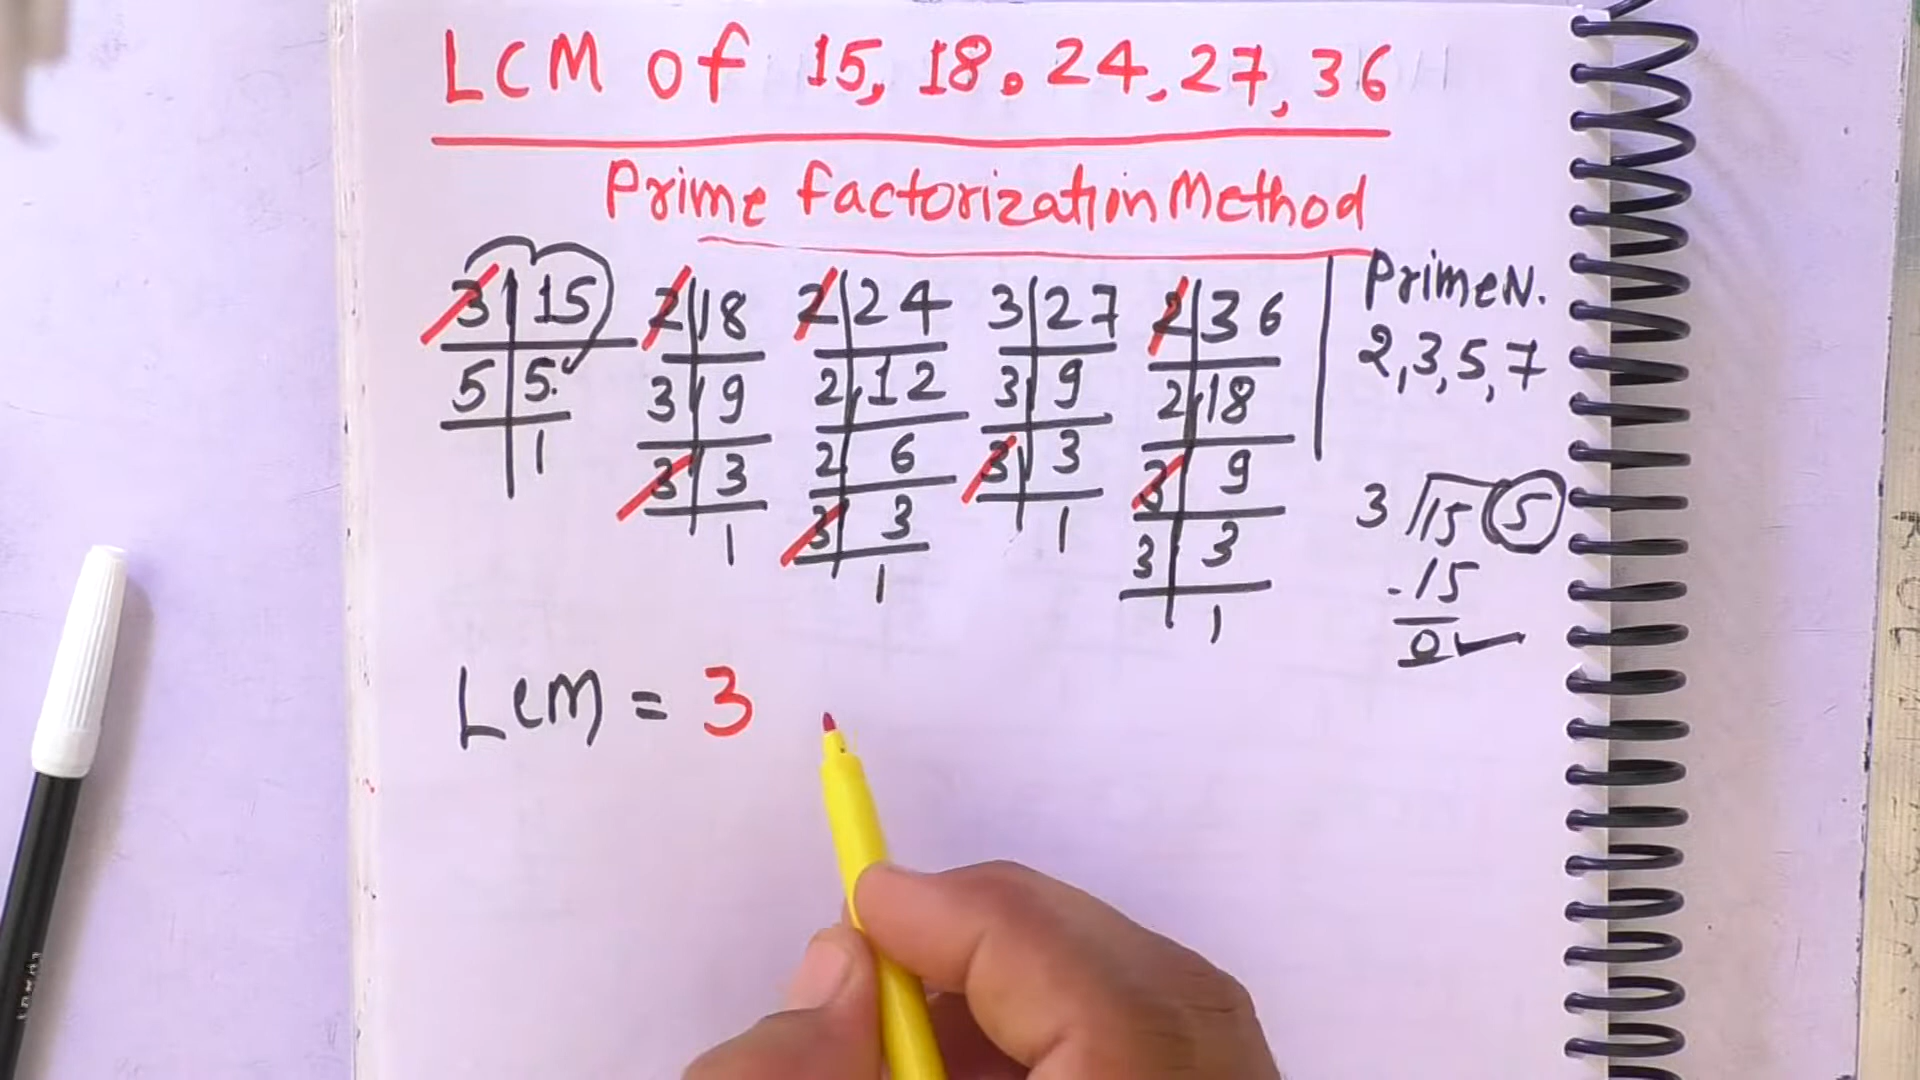 LCM of 15, 18, 24, 27, 36
Prime Factorization Method
3 | 15
5 | 5
1
2 | 18
3 | 9
3 | 3
1
2 | 24
2 | 12
2 | 6
3 | 3
1
3 | 27
3 | 9
3 | 3
1
2 | 36
2 | 18
3 | 9
3 | 3
1
Prime N.
2,3,5,7
3 15 5
-15
0
LCM = 3